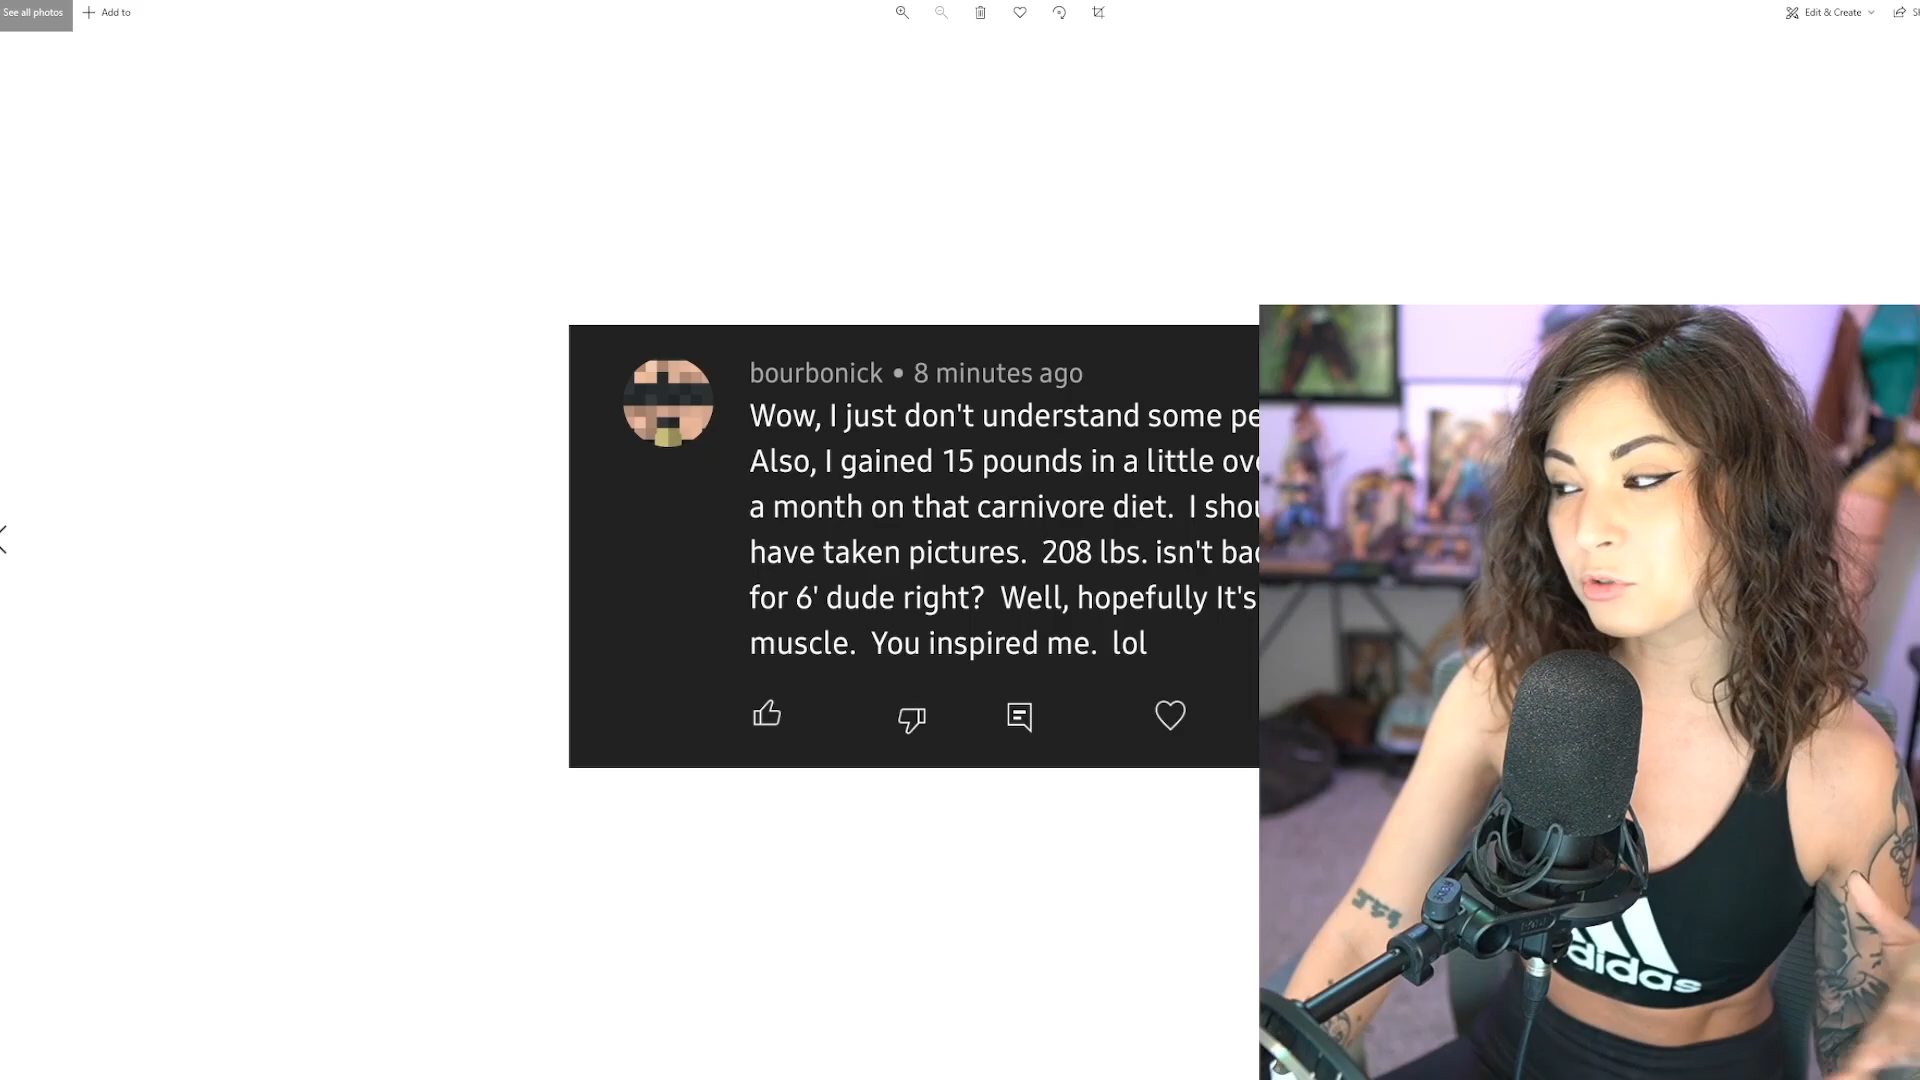 See all photos
Add to
Edit & Create
bourbonick • 8 minutes ago
Wow, I just don't understand some
Also, I gained 15 pounds in a little
a month on that carnivore diet. I
have taken pictures. 208 lbs. isn't
for 6' dude right? Well, hopefully It's
muscle. You inspired me. lol
adidas